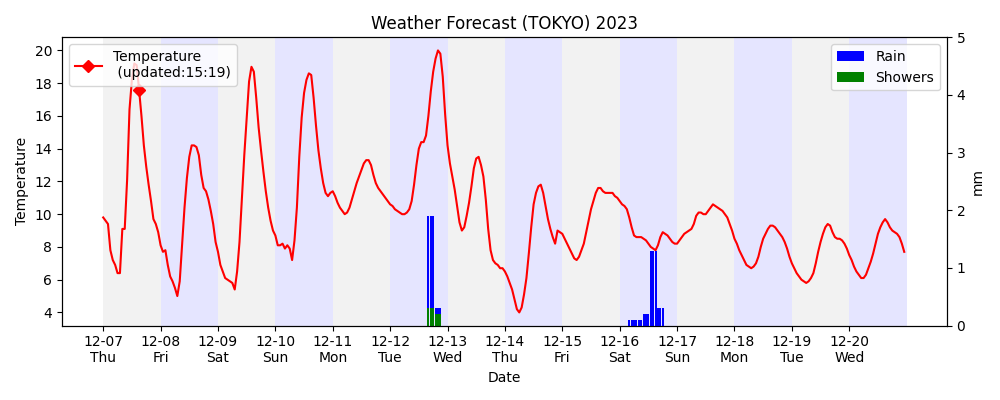 Weather Forecast (TOKYO) 2023
Temperature
(updated:15:19)
Rain
Showers
Temperature
20
18
16
14
12
10
8
6
4
5
4
3
2
1
0
mm
12-07 12-08 12-09 12-10 12-11 12-12 12-13 12-14 12-15 12-16 12-17 12-18 12-19 12-20
Thu Fri Sat Sun Mon Tue Wed Thu Fri Sat Sun Mon Tue Wed
Date